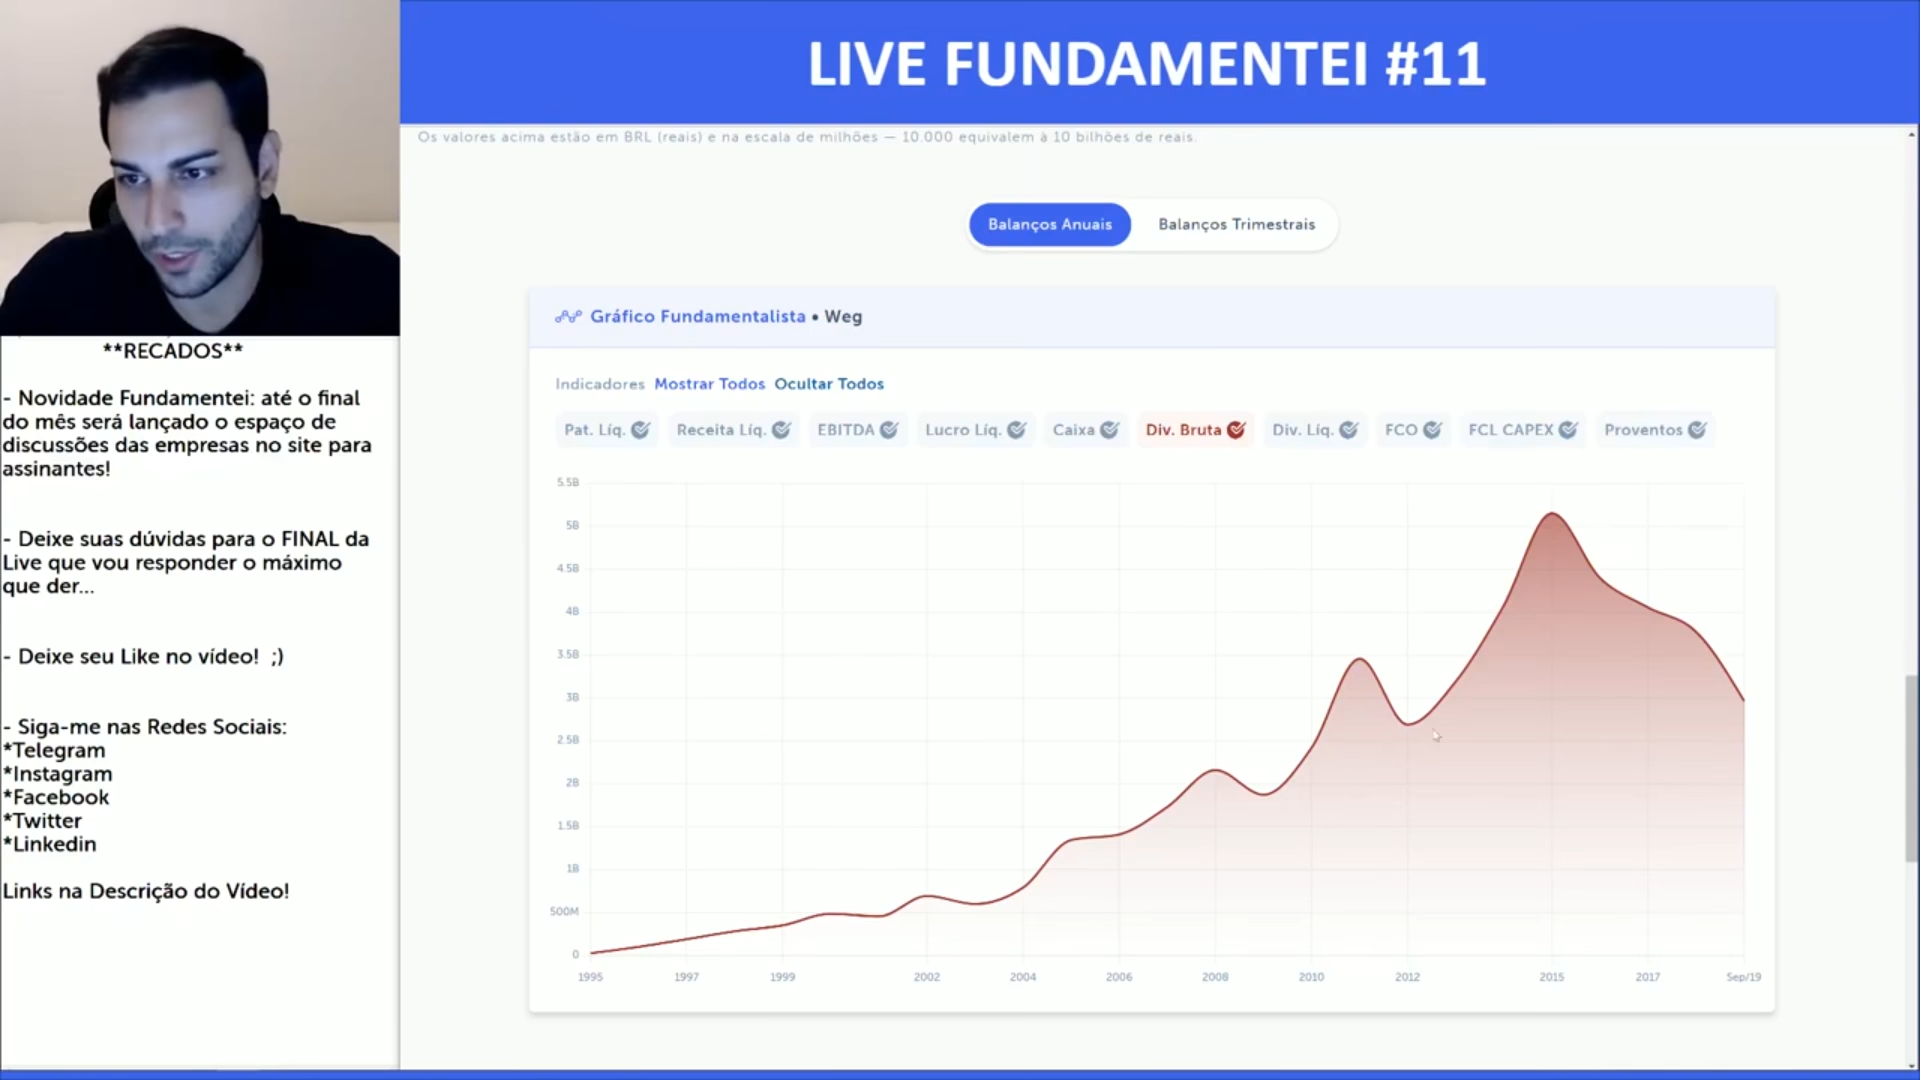 LIVE FUNDAMENTEI #11
Os valores acima estão em BRL (reais) e na escala de milhões — 10.000 equivalem à 10 bilhões de reais.
Balanços Anuais
Balanços Trimestrais
Gráfico Fundamentalista • Weg
Indicadores Mostrar Todos Ocultar Todos
Pat. Líq. Receita Líq. EBITDA Lucro Líq. Caixa Div. Bruta Div. Líq. FCO FCL CAPEX Proventos
5.5B
5B
4.5B
4B
3.5B
3B
2.5B
2B
1.5B
1B
500M
0
1995 1997 1999 2002 2004 2006 2008 2010 2012 2015 2017 Sep/19
**RECADOS**
- Novidade Fundamentei: até o final
do mês será lançado o espaço de
discussões das empresas no site para
assinantes!
- Deixe suas dúvidas para o FINAL da
Live que vou responder o máximo
que der...
- Deixe seu Like no vídeo! ;)
- Siga-me nas Redes Sociais:
*Telegram
*Instagram
*Facebook
*Twitter
*Linkedin
Links na Descrição do Vídeo!